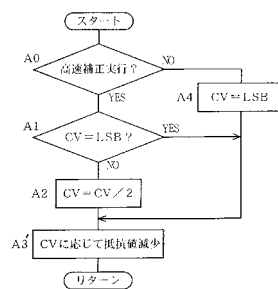 スタート
A0
高速補正実行？
NO
YES
A4
CV＝LSB
A1
CV＝LSB？
YES
NO
A2
CV＝CV／2
A3'
CVに応じて抵抗値減少
リターン